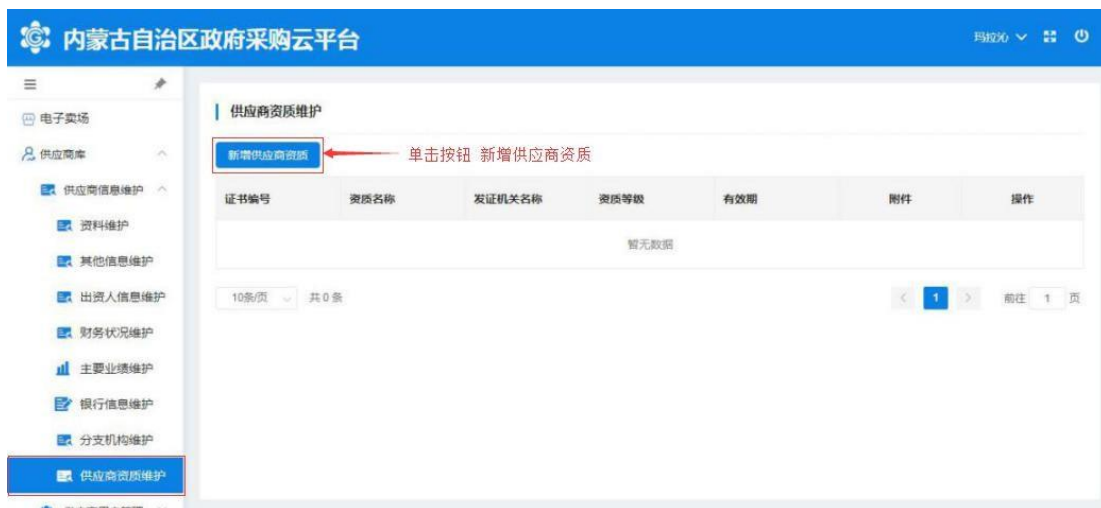 内蒙古自治区政府采购云平台
电子卖场
供应商库
供应商信息维护
资料维护
其他信息维护
出资人信息维护
财务状况维护
主要业绩维护
银行信息维护
分支机构维护
供应商资质维护
供应商资质维护
新增供应商资质
单击按钮 新增供应商资质
证书编号 资质名称 发证机关名称 资质等级 有效期 附件 操作
暂无数据
10条/页 共 0 条
1
前往 1 页